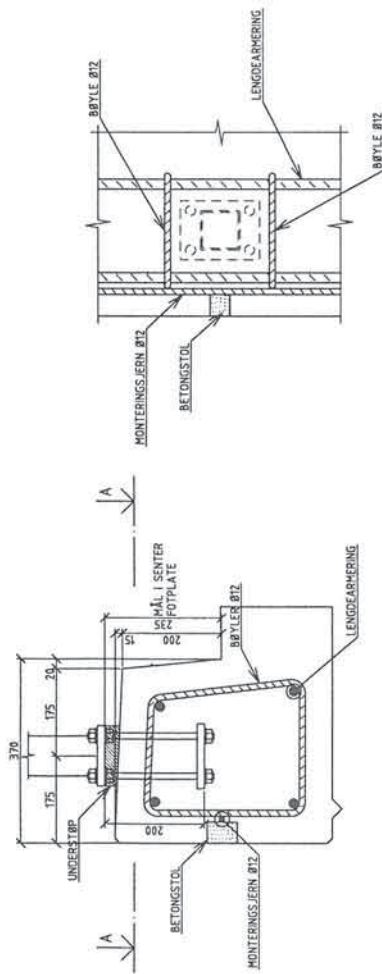 370
175
175
20
A
A
UNDERSTØP
15
200
235
MÅL I SENTER
FOTPLATE
200
BETONGSTOL
MONTERINGSJERN Ø12
BØYLER Ø12
LENGDEARMERING
MONTERINGSJERN Ø12
BETONGSTOL
BØYLE Ø12
LENGDEARMERING
BØYLE Ø12